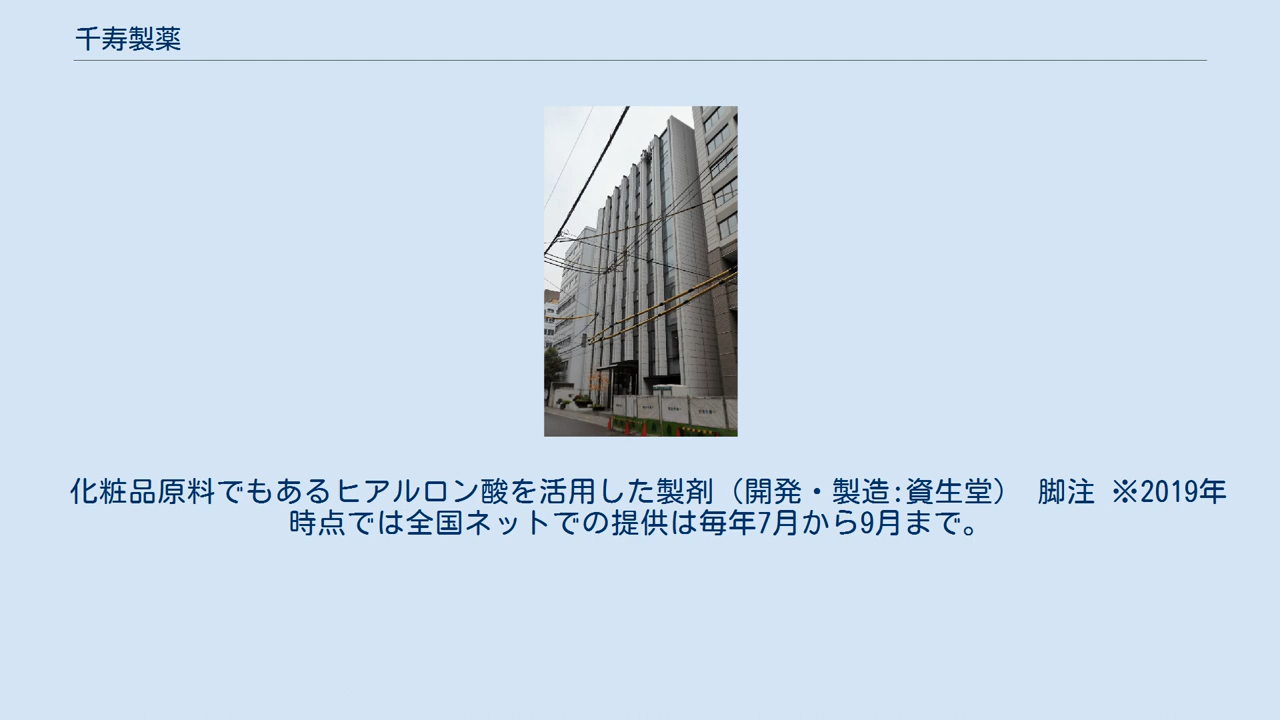 千寿製薬
化粧品原料でもあるヒアルロン酸を活用した製剤（開発・製造:資生堂） 脚注 ※2019年
時点では全国ネットでの提供は毎年7月から9月まで。